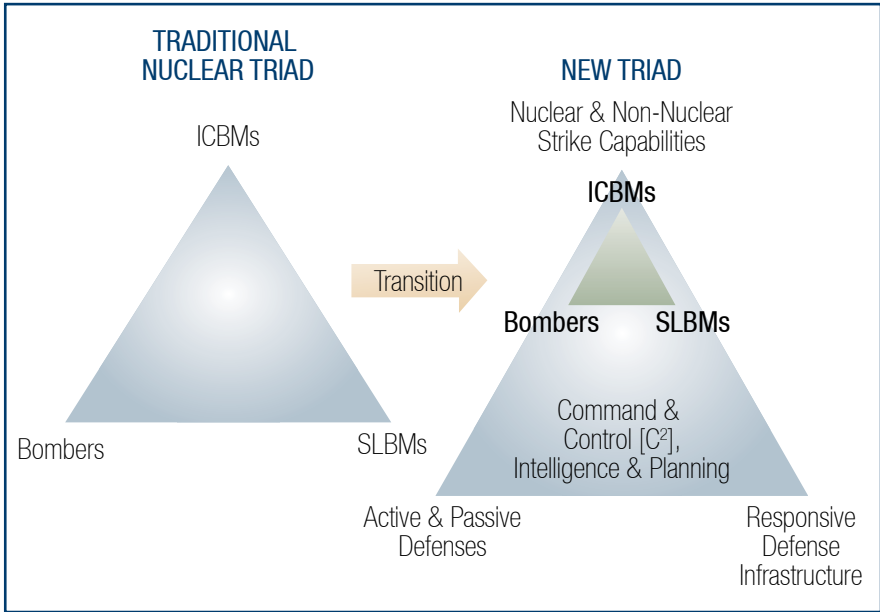 TRADITIONAL
NUCLEAR TRIAD
ICBMs
Bombers
SLBMs
Transition
NEW TRIAD
Nuclear & Non-Nuclear
Strike Capabilities
ICBMs
Bombers
SLBMs
Command &
Control [C²],
Intelligence & Planning
Active & Passive
Defenses
Responsive
Defense
Infrastructure